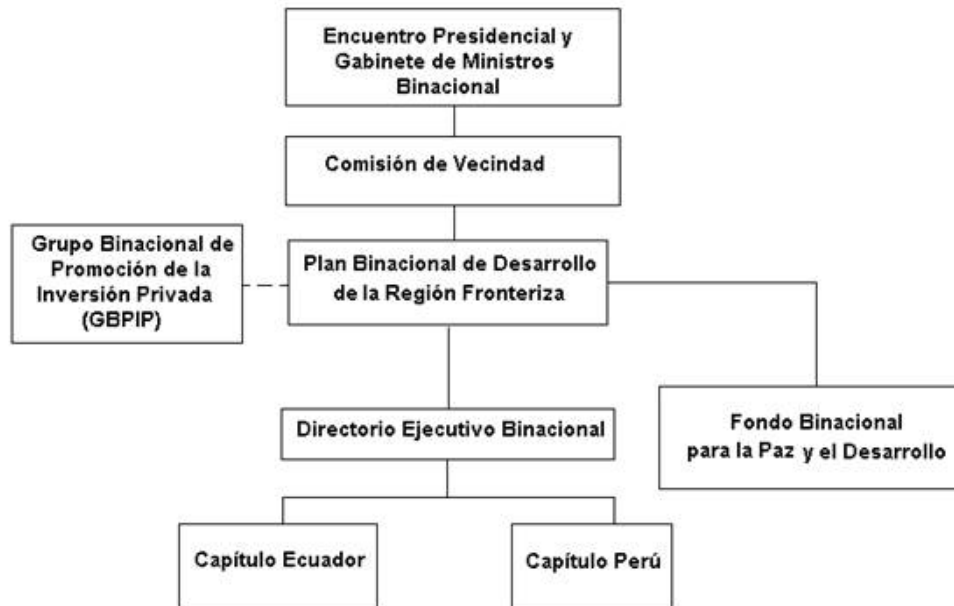 Encuentro Presidencial y
Gabinete de Ministros
Binacional
Comisión de Vecindad
Grupo Binacional de
Promoción de la
Inversión Privada
(GBPIP)
Plan Binacional de Desarrollo
de la Región Fronteriza
Directorio Ejecutivo Binacional
Fondo Binacional
para la Paz y el Desarrollo
Capítulo Ecuador
Capítulo Perú